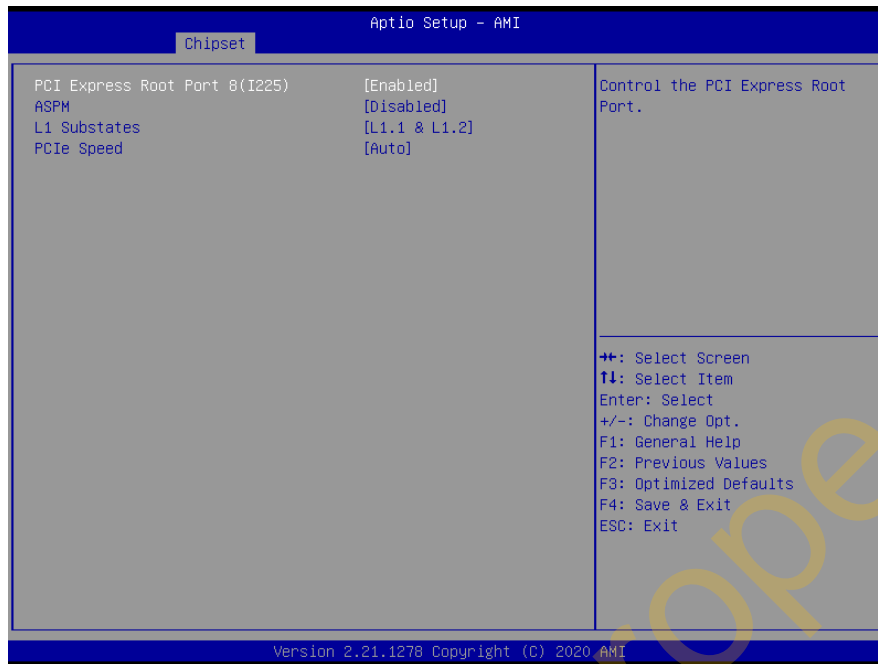 Aptio Setup – AMI
Chipset
PCI Express Root Port 8(I225) [Enabled]
ASPM [Disabled]
L1 Substates [L1.1 & L1.2]
PCIe Speed [Auto]
Control the PCI Express Root
Port.
→←: Select Screen
↑↓: Select Item
Enter: Select
+/-: Change Opt.
F1: General Help
F2: Previous Values
F3: Optimized Defaults
F4: Save & Exit
ESC: Exit
Version 2.21.1278 Copyright (C) 2020 AMI